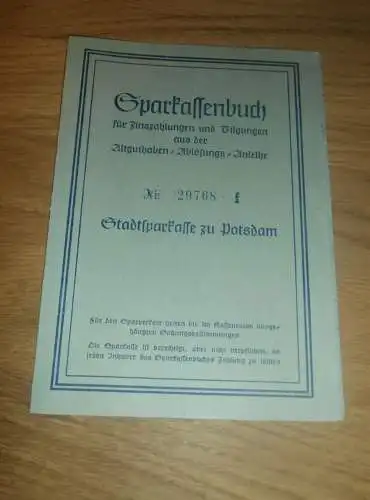 Sparkassenbuch
für Zinszahlungen und Tilgungen
aus der
Altguthaben-Ablösungs-Anleihe
№ 29768 f
Stadtsparkasse zu Potsdam
Für den Sparverkehr gelten die im Kassenraum ausge-
hängten Satzungsbestimmungen
Die Sparkasse ist berechtigt, aber nicht verpflichtet, an
jeden Inhaber des Sparkassenbuches Zahlung zu leisten